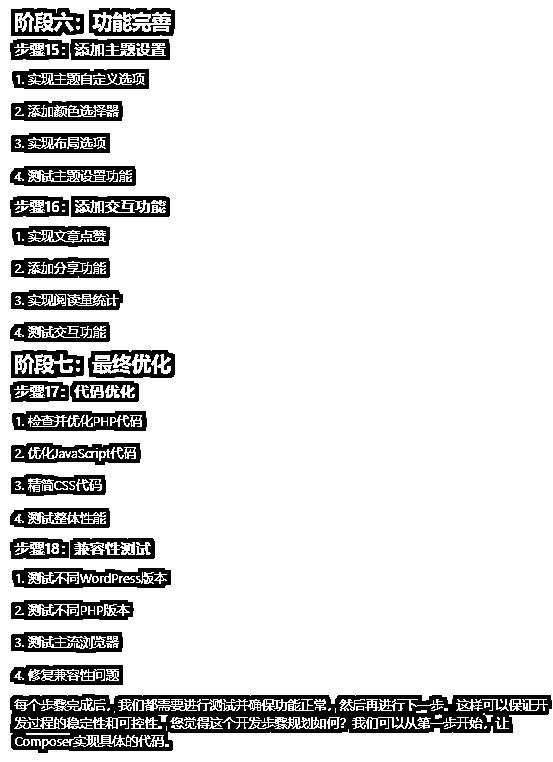 阶段六：功能完善
步骤15：添加主题设置
1. 实现主题自定义选项
2. 添加颜色选择器
3. 实现布局选项
4. 测试主题设置功能
步骤16：添加交互功能
1. 实现文章点赞
2. 添加分享功能
3. 实现阅读量统计
4. 测试交互功能
阶段七：最终优化
步骤17：代码优化
1. 检查并优化PHP代码
2. 优化JavaScript代码
3. 精简CSS代码
4. 测试整体性能
步骤18：兼容性测试
1. 测试不同WordPress版本
2. 测试不同PHP版本
3. 测试主流浏览器
4. 修复兼容性问题
每个步骤完成后，我们都需要进行测试并确保功能正常，然后再进行下一步。这样可以保证开
发过程的稳定性和可控性。您觉得这个开发步骤规划如何？我们可以从第一步开始，让
Composer实现具体的代码。